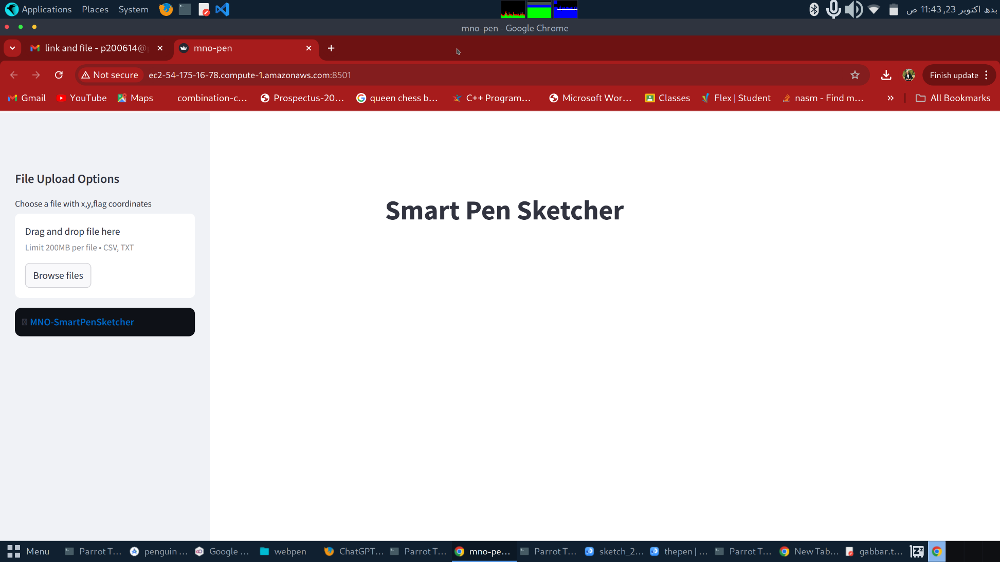 Applications Places System بدھ اکتوبر 23, 11:43 ص
mno-pen - Google Chrome
link and file - p200614@ mno-pen
Not secure ec2-54-175-16-78.compute-1.amazonaws.com:8501 Finish update
Gmail YouTube Maps combination-c... Prospectus-20... queen chess b... C++ Program... Microsoft Wor... Classes Flex | Student nasm - Find m... » All Bookmarks
File Upload Options
Choose a file with x,y,flag coordinates
Drag and drop file here
Limit 200MB per file • CSV, TXT
Browse files
MNO-SmartPenSketcher
Smart Pen Sketcher
Menu Parrot T... penguin ... Google ... webpen ChatGPT... Parrot T... mno-pe... Parrot T... sketch_2... thepen | ... Parrot T... New Tab... gabbar.t...